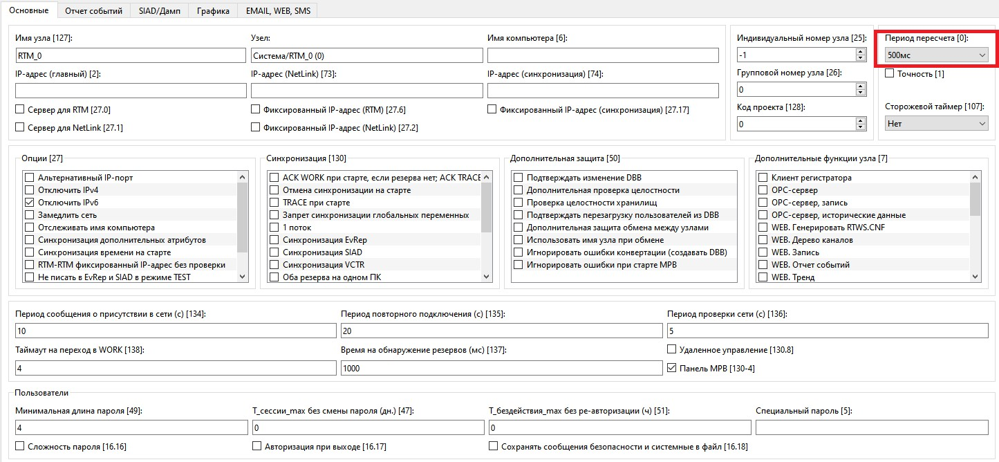 Основные Отчет событий SIAD/Дамп Графика EMAIL, WEB, SMS
Имя узла [127]: Узел: Имя компьютера [6]: Индивидуальный номер узла [25]: Период пересчета [0]:
RTM_0 Система/RTM_0 (0) -1 500мс
IP-адрес (главный) [2]: IP-адрес (NetLink) [73]: IP-адрес (синхронизация) [74]: Групповой номер узла [26]: Точность [1]
0
Сервер для RTM [27.0] Фиксированный IP-адрес (RTM) [27.6] Фиксированный IP-адрес (синхронизация) [27.17] Код проекта [128]: Сторожевой таймер [107]:
Сервер для NetLink [27.1] Фиксированный IP-адрес (NetLink) [27.2] 0 Нет
Опции [27] Синхронизация [130] Дополнительная защита [50] Дополнительные функции узла [7]
Альтернативный IP-порт ACK WORK при старте, если резерва нет; ACK TRACE Подтверждать изменение DBB Клиент регистратора
Отключить IPv4 Отмена синхронизации на старте Дополнительная проверка целостности OPC-сервер
Отключить IPv6 TRACE при старте Проверка целостности хранилищ OPC-сервер, запись
Замедлить сеть Запрет синхронизации глобальных переменных Подтверждать перезагрузку пользователей из DBB OPC-сервер, исторические данные
Отслеживать имя компьютера 1 поток Дополнительная защита обмена между узлами WEB. Генерировать RTWS.CNF
Синхронизация дополнительных атрибутов Синхронизация EvRep Использовать имя узла при обмене WEB. Дерево каналов
Синхронизация времени на старте Синхронизация SIAD Игнорировать ошибки конвертации (создавать DBB) WEB. Запись
RTM-RTM фиксированный IP-адрес без проверки Синхронизация VCTR Игнорировать ошибки при старте МРВ WEB. Отчет событий
Не писать в EvRep и SIAD в режиме TEST Оба резерва на одном ПК WEB. Тренд
Период сообщения о присутствии в сети (с) [134]: Период повторного подключения (с) [135]: Период проверки сети (с) [136]:
10 20 5
Таймаут на переход в WORK [138]: Время на обнаружение резервов (мс) [137]: Удаленное управление [130.8]
4 1000 Панель МРВ [130-4]
Пользователи
Минимальная длина пароля [49]: T_сессии_max без смены пароля (дн.) [47]: T_бездействия_max без ре-авторизации (ч) [51]: Специальный пароль [5]:
4 0 0
Сложность пароля [16.16] Авторизация при выходе [16.17] Сохранять сообщения безопасности и системные в файл [16.18]